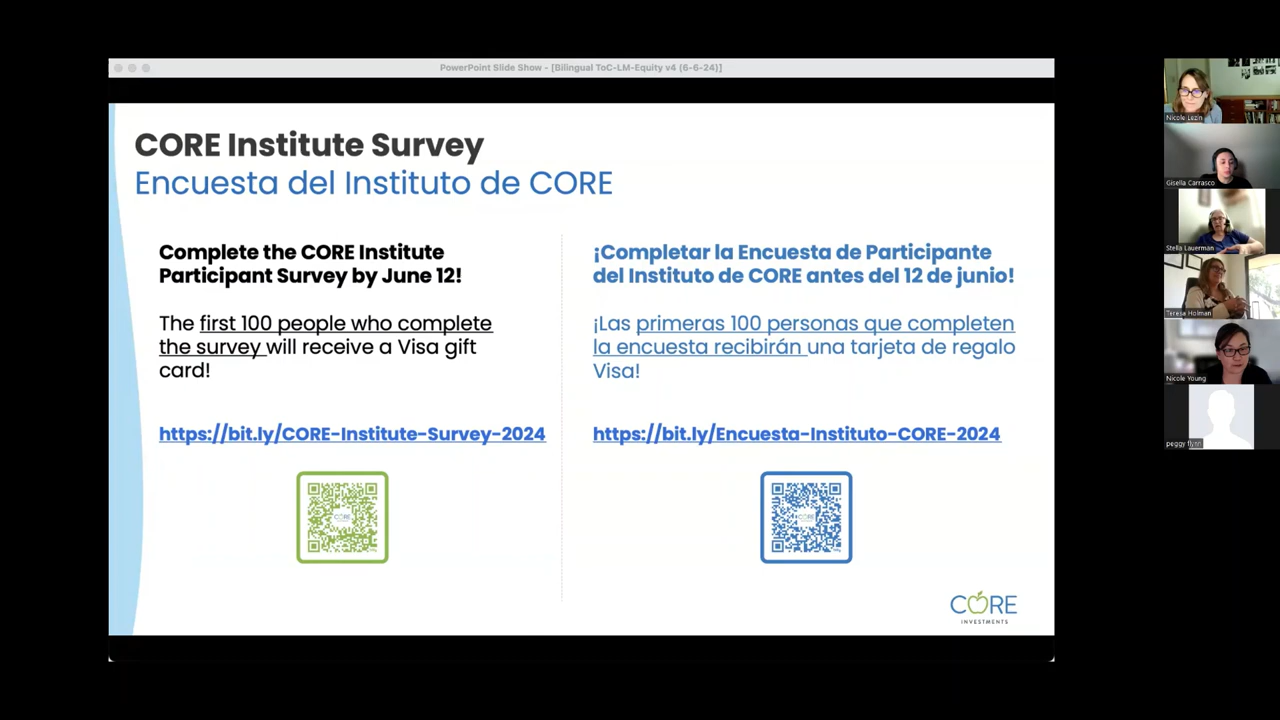 PowerPoint Slide Show - [Bilingual ToC-LM-Equity v4 (6-6-24)]
CORE Institute Survey
Encuesta del Instituto de CORE
Complete the CORE Institute
Participant Survey by June 12!
The first 100 people who complete
the survey will receive a Visa gift
card!
https://bit.ly/CORE-Institute-Survey-2024
CORE
¡Completar la Encuesta de Participante
del Instituto de CORE antes del 12 de junio!
¡Las primeras 100 personas que completen
la encuesta recibirán una tarjeta de regalo
Visa!
https://bit.ly/Encuesta-Instituto-CORE-2024
CORE
CORE
INVESTMENTS
Nicole Lezin
Gisella Carrasco
Stella Lauerman
Teresa Holman
Nicole Young
peggy flynn